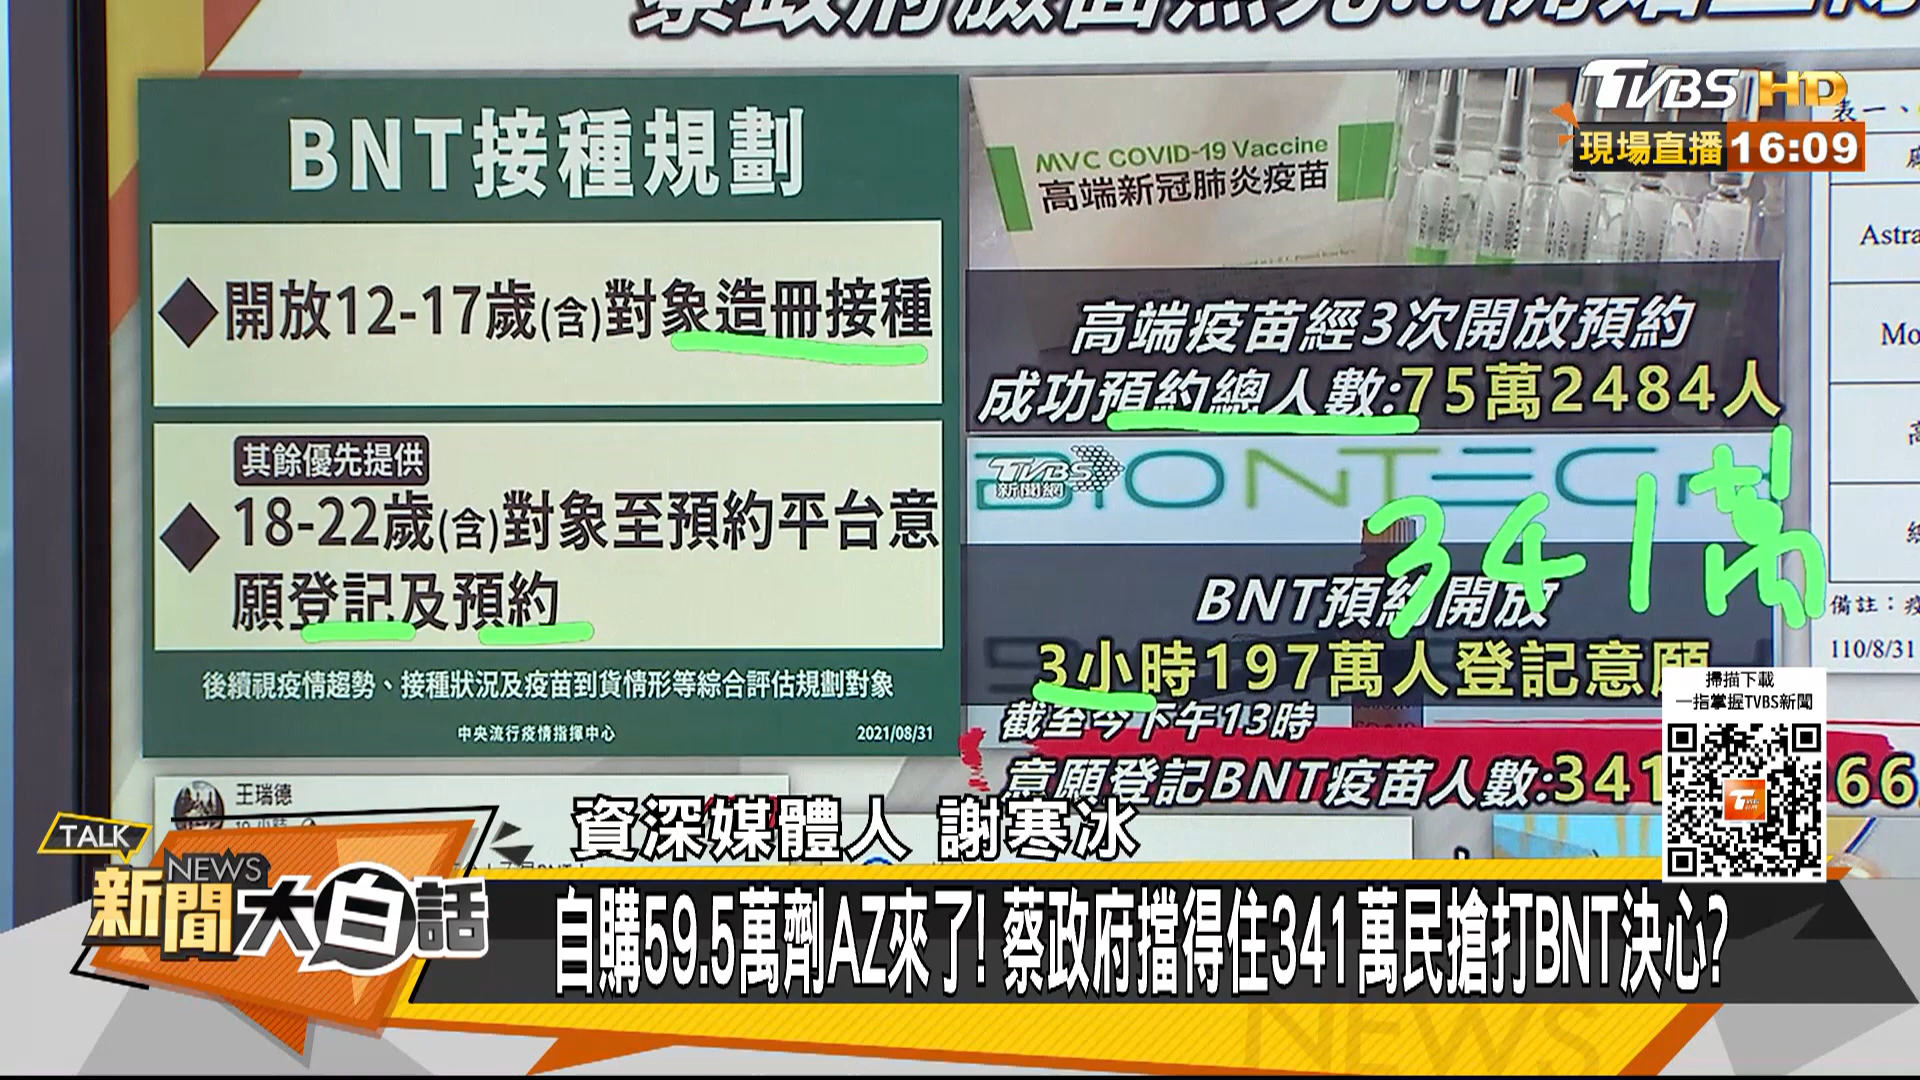 TVBS HD
現場直播 16:09
BNT接種規劃
開放12-17歲(含)對象造冊接種
其餘優先提供
18-22歲(含)對象至預約平台意
願登記及預約
後續視疫情趨勢、接種狀況及疫苗到貨情形等綜合評估規劃對象
中央流行疫情指揮中心
2021/08/31
MVC COVID-19 Vaccine
高端新冠肺炎疫苗
高端疫苗經3次開放預約
成功預約總人數:75萬2484人
TVBS
新聞網
341萬
BNT預約開放
3小時197萬人登記意願
截至今下午13時
意願登記BNT疫苗人數:341
66
表一、
Astra
Mo
備註：疫
110/8/31
掃描下載
一指掌握TVBS新聞
王瑞德
資深媒體人 謝寒冰
TALK
NEWS
新聞大白話
自購59.5萬劑AZ來了! 蔡政府擋得住341萬民搶打BNT決心?
NEWS